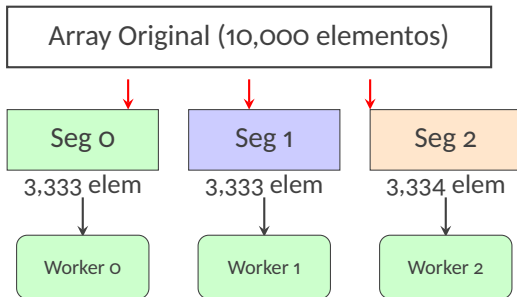 Array Original (10,000 elementos)
Seg 0 Seg 1 Seg 2
3,333 elem 3,333 elem 3,334 elem
Worker 0 Worker 1 Worker 2